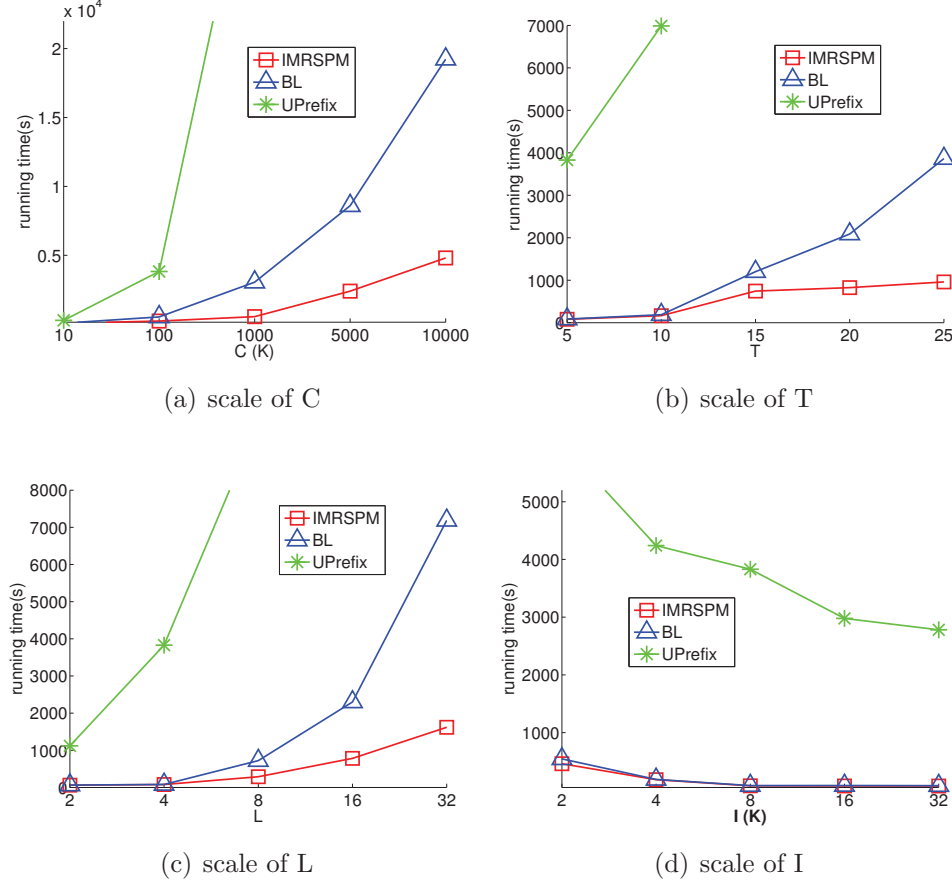 x 10⁴
2
1.5
1
0.5
10
100
1000
5000
10000
running time(s)
C (K)
IMRSPM
BL
UPrefix
(a) scale of C
7000
6000
5000
4000
3000
2000
1000
0
5
10
15
20
25
running time(s)
T
IMRSPM
BL
UPrefix
(b) scale of T
8000
7000
6000
5000
4000
3000
2000
1000
0
2
4
8
16
32
running time(s)
L
IMRSPM
BL
UPrefix
(c) scale of L
5000
4000
3000
2000
1000
2
4
8
16
32
running time(s)
I (K)
IMRSPM
BL
UPrefix
(d) scale of I